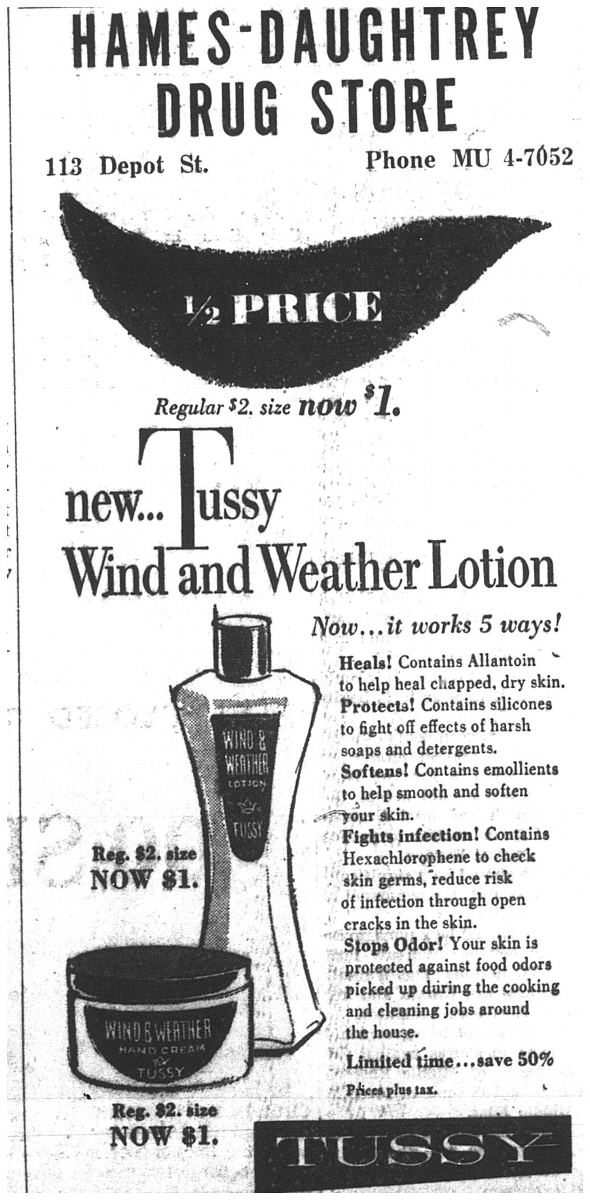 HAMES-DAUGHTREY
DRUG STORE
113 Depot St. Phone MU 4-7052
½ PRICE
Regular $2. size now $1.
new... Tussy
Wind and Weather Lotion
Now...it works 5 ways!
Heals! Contains Allantoin
to help heal chapped, dry skin.
Protects! Contains silicones
to fight off effects of harsh
soaps and detergents.
Softens! Contains emollients
to help smooth and soften
your skin.
Fights infection! Contains
Hexachlorophene to check
skin germs, reduce risk
of infection through open
cracks in the skin.
Stops Odor! Your skin is
protected against food odors
picked up during the cooking
and cleaning jobs around
the house.
Limited time...save 50%
Prices plus tax.
WIND &
WEATHER
LOTION
TUSSY
Reg. $2. size
NOW $1.
WIND & WEATHER
HAND CREAM
TUSSY
Reg. $2. size
NOW $1.
TUSSY